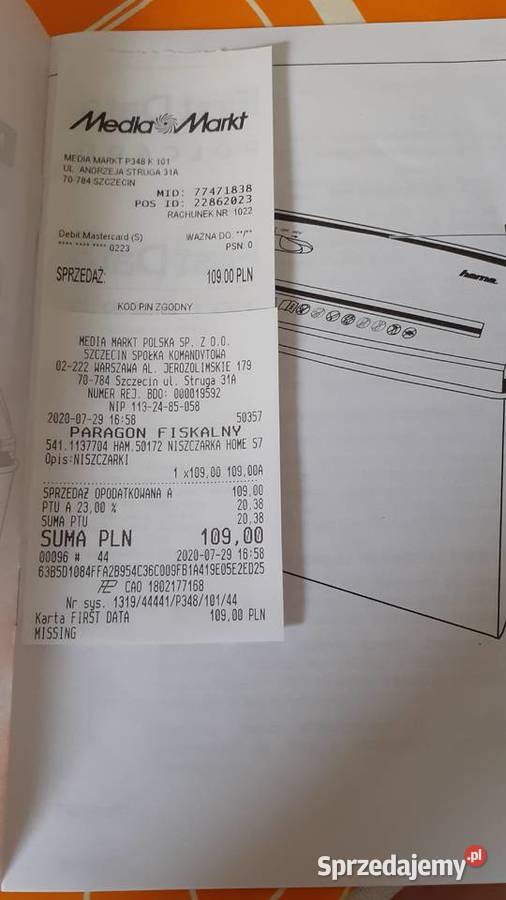 Media Markt
MEDIA MARKT P348 K 101
UL. ANDRZEJA STRUGA 31A
70-784 SZCZECIN
MID: 77471838
POS ID: 22862023
RACHUNEK NR: 1022
Debit Mastercard (S) WAŻNA DO: **/**
**** **** **** 0223 PSN: 0
SPRZEDAŻ: 109.00 PLN
KOD PIN ZGODNY
MEDIA MARKT POLSKA SP. Z O.O.
SZCZECIN SPÓŁKA KOMANDYTOWA
02-222 WARSZAWA AL. JEROZOLIMSKIE 179
70-784 Szczecin ul. Struga 31A
NUMER REJ. BDO: 000019592
NIP 113-24-85-058
2020-07-29 16:58 50357
PARAGON FISKALNY
541.1137704 HAM.50172 NISZCZARKA HOME S7
Opis:NISZCZARKI
1 x109,00 109,00A
SPRZEDAŻ OPODATKOWANA A 109,00
PTU A 23,00 % 20,38
SUMA PTU 20,38
SUMA PLN 109,00
00096 # 44 2020-07-29 16:58
63B5D1084FFA2B954C36C009FB1A419E05E2ED25
CAO 1802177168
Nr sys. 1319/44441/P348/101/44
Karta FIRST DATA 109,00 PLN
MISSING
hama.
Sprzedajemy.pl